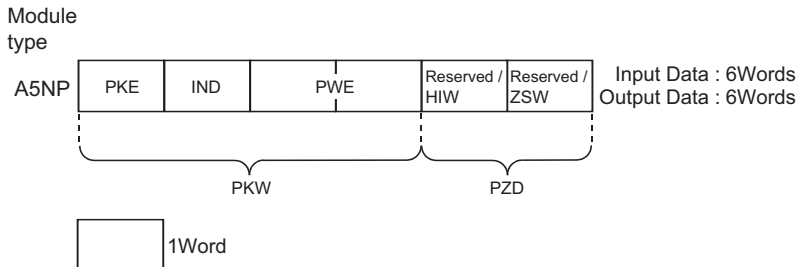 Module
type
A5NP
PKE
IND
PWE
Reserved /
HIW
Reserved /
ZSW
Input Data : 6Words
Output Data : 6Words
PKW
PZD
1Word